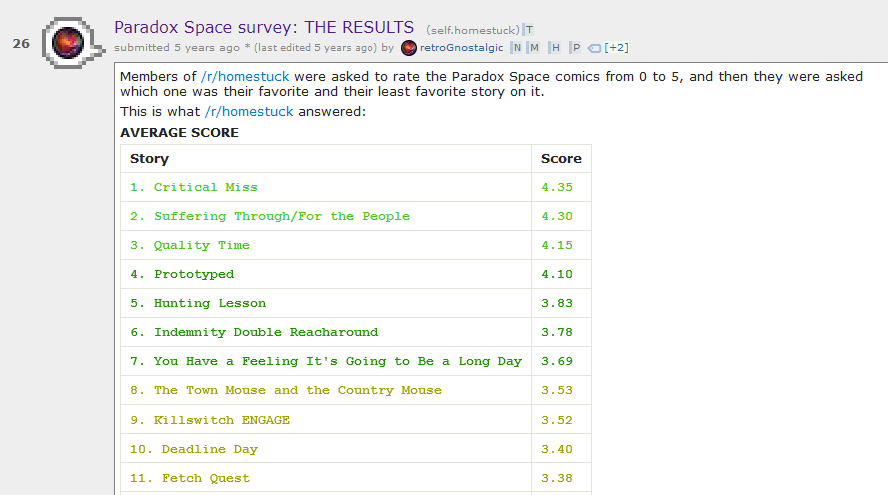 Paradox Space survey: THE RESULTS (self.homestuck) T
26
submitted 5 years ago * (last edited 5 years ago) by retroGnostalgic N M H P [+2]
Members of /r/homestuck were asked to rate the Paradox Space comics from 0 to 5, and then they were asked
which one was their favorite and their least favorite story on it.
This is what /r/homestuck answered:
AVERAGE SCORE
Story Score
1. Critical Miss 4.35
2. Suffering Through/For the People 4.30
3. Quality Time 4.15
4. Prototyped 4.10
5. Hunting Lesson 3.83
6. Indemnity Double Reacharound 3.78
7. You Have a Feeling It's Going to Be a Long Day 3.69
8. The Town Mouse and the Country Mouse 3.53
9. Killswitch ENGAGE 3.52
10. Deadline Day 3.40
11. Fetch Quest 3.38